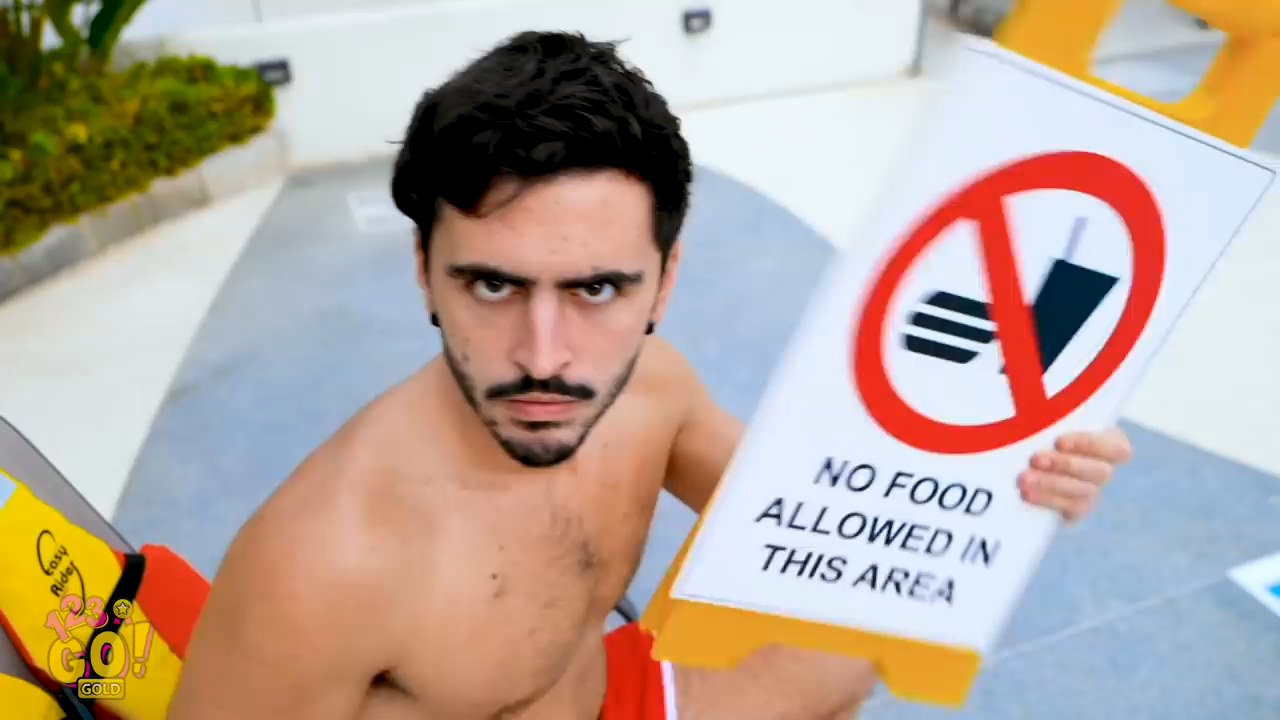 NO FOOD
ALLOWED IN
THIS AREA
Easy
Rider
123
GO!
GOLD